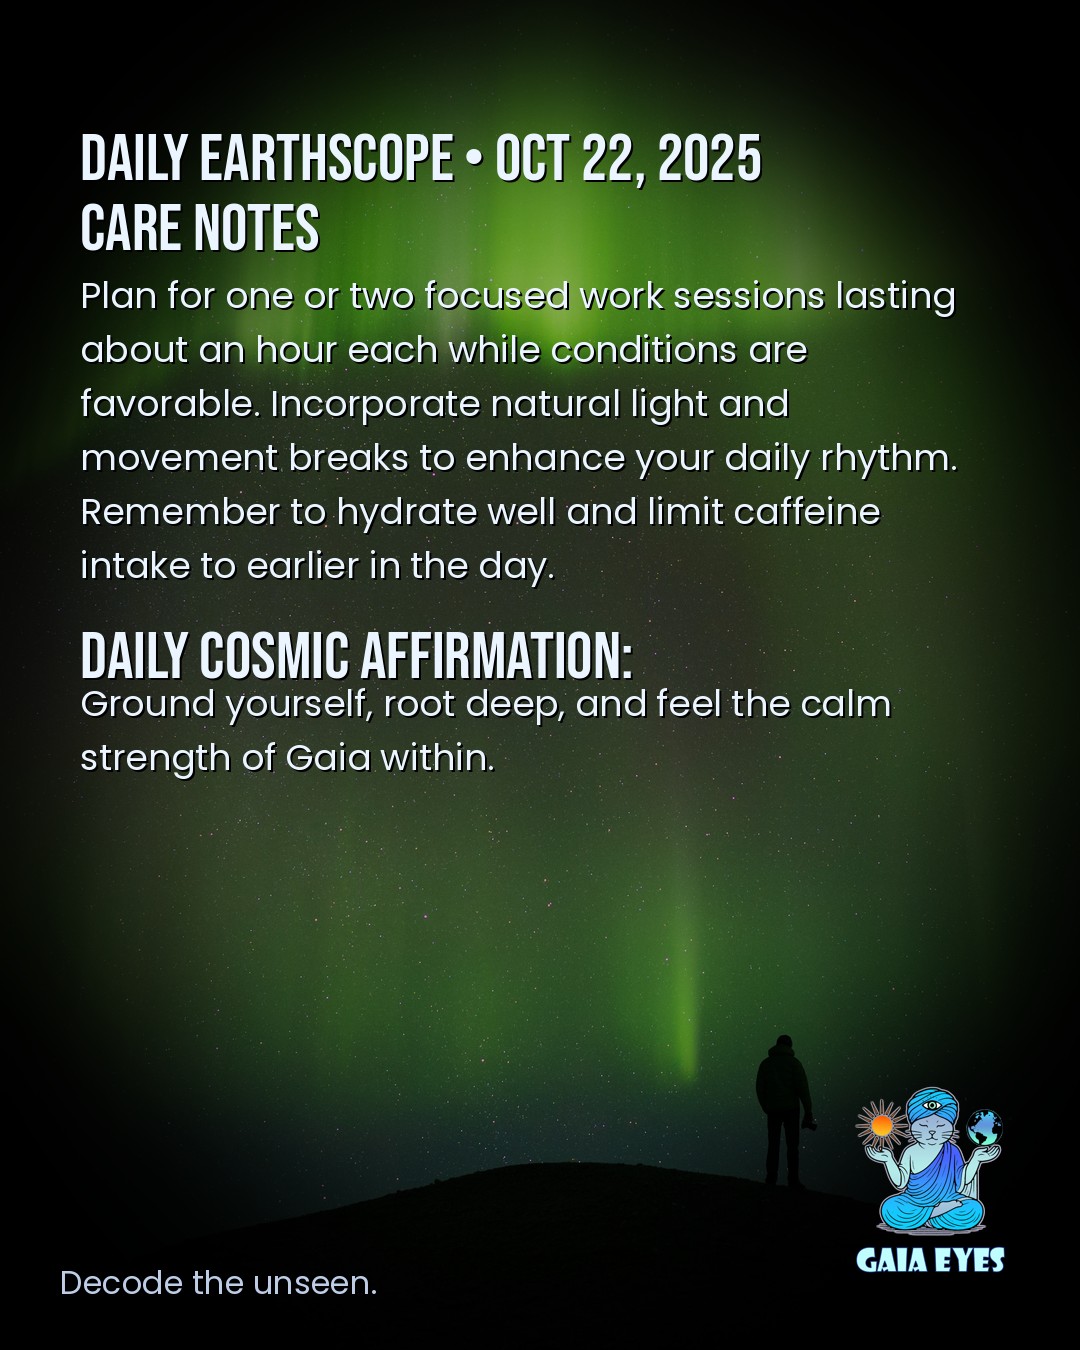 DAILY EARTHSCOPE • OCT 22, 2025
CARE NOTES
Plan for one or two focused work sessions lasting
about an hour each while conditions are
favorable. Incorporate natural light and
movement breaks to enhance your daily rhythm.
Remember to hydrate well and limit caffeine
intake to earlier in the day.
DAILY COSMIC AFFIRMATION:
Ground yourself, root deep, and feel the calm
strength of Gaia within.
GAIA EYES
Decode the unseen.